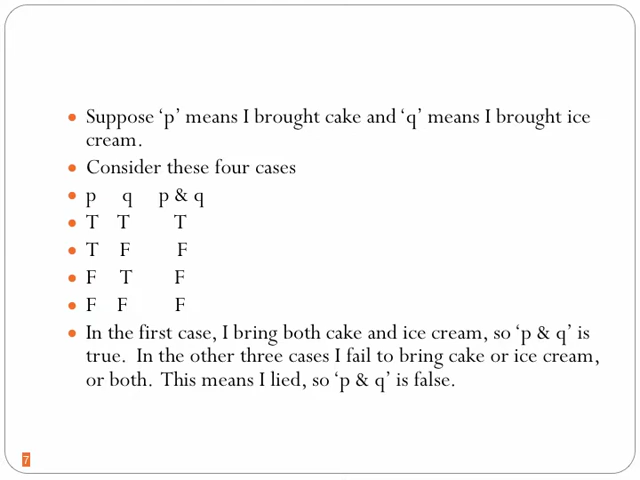 Suppose ‘p’ means I brought cake and ‘q’ means I brought ice
cream.
Consider these four cases
p q p & q
T T T
T F F
F T F
F F F
In the first case, I bring both cake and ice cream, so ‘p & q’ is
true. In the other three cases I fail to bring cake or ice cream,
or both. This means I lied, so ‘p & q’ is false.
7